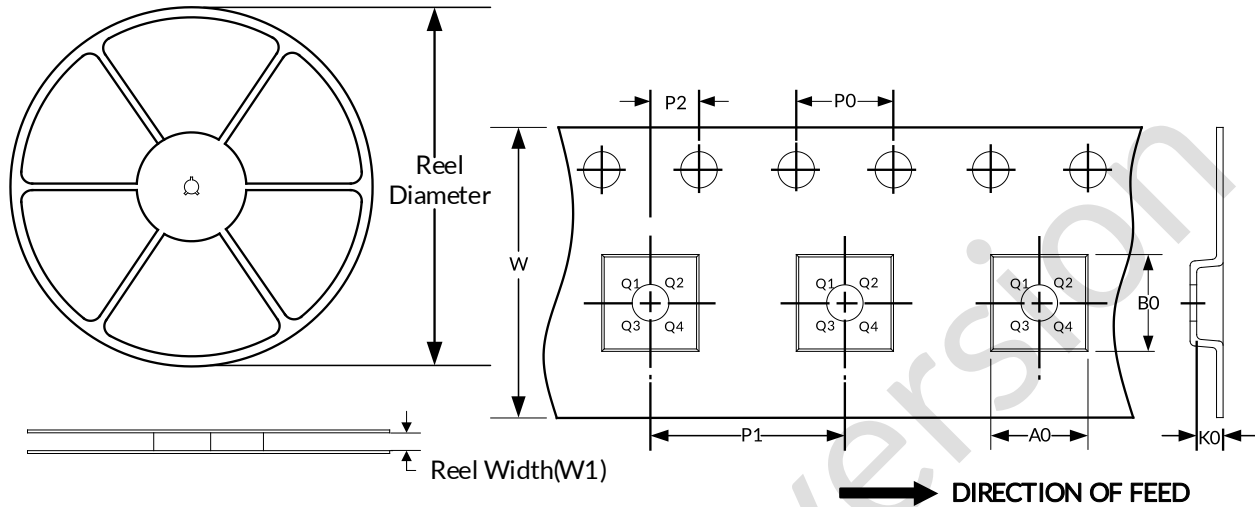 P2
P0
Reel
Diameter
W
Q1 Q2
Q3 Q4
Q1 Q2
Q3 Q4
Q1 Q2
Q3 Q4
B0
P1
A0
K0
Reel Width(W1)
DIRECTION OF FEED
version